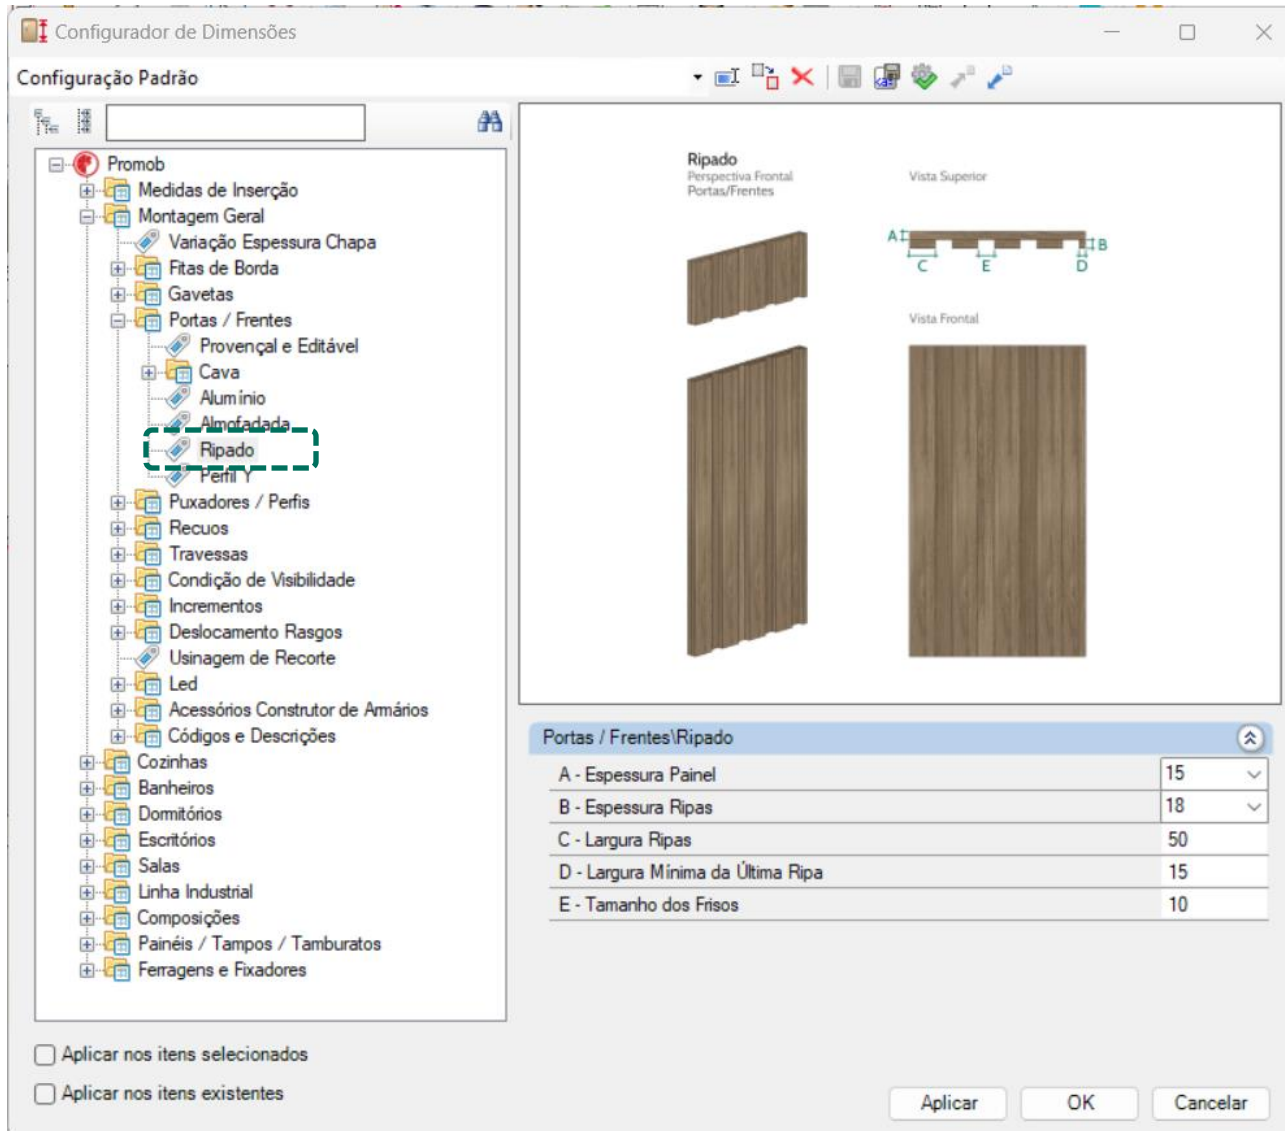 Configurador de Dimensões
Configuração Padrão
Promob
Medidas de Inserção
Montagem Geral
Variação Espessura Chapa
Fitas de Borda
Gavetas
Portas / Frentes
Provençal e Editável
Cava
Alumínio
Almofadada
Ripado
Perfil Y
Puxadores / Perfis
Recuos
Travessas
Condição de Visibilidade
Incrementos
Deslocamento Rasgos
Usinagem de Recorte
Led
Acessórios Construtor de Armários
Códigos e Descrições
Cozinhas
Banheiros
Dormitórios
Escritórios
Salas
Linha Industrial
Composições
Painéis / Tampos / Tamburatos
Ferragens e Fixadores
Aplicar nos itens selecionados
Aplicar nos itens existentes
Ripado
Perspectiva Frontal
Portas/Frentes
Vista Superior
A
B
C E D
Vista Frontal
Portas / Frentes\Ripado
A - Espessura Painel 15
B - Espessura Ripas 18
C - Largura Ripas 50
D - Largura Mínima da Última Ripa 15
E - Tamanho dos Frisos 10
Aplicar OK Cancelar